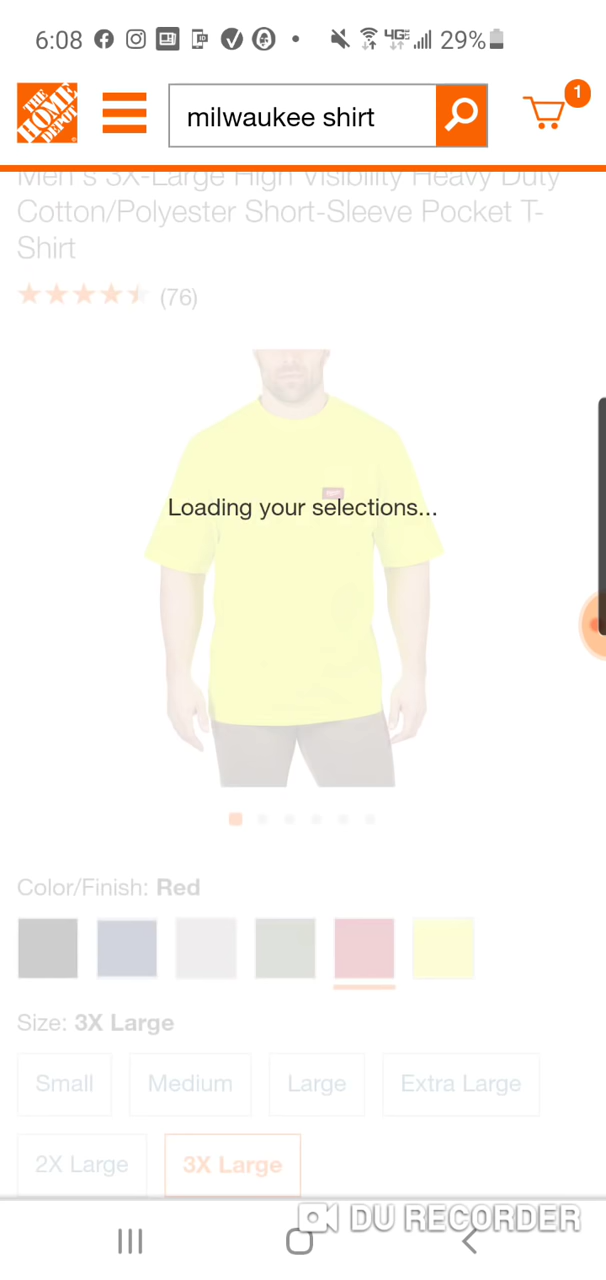 6:08
4GE
29%
THE
HOME
DEPOT
milwaukee shirt
1
Men's 3X-Large High Visibility Heavy Duty
Cotton/Polyester Short-Sleeve Pocket T-
Shirt
(76)
Loading your selections...
Color/Finish: Red
Size: 3X Large
Small
Medium
Large
Extra Large
2X Large
3X Large
DU RECORDER